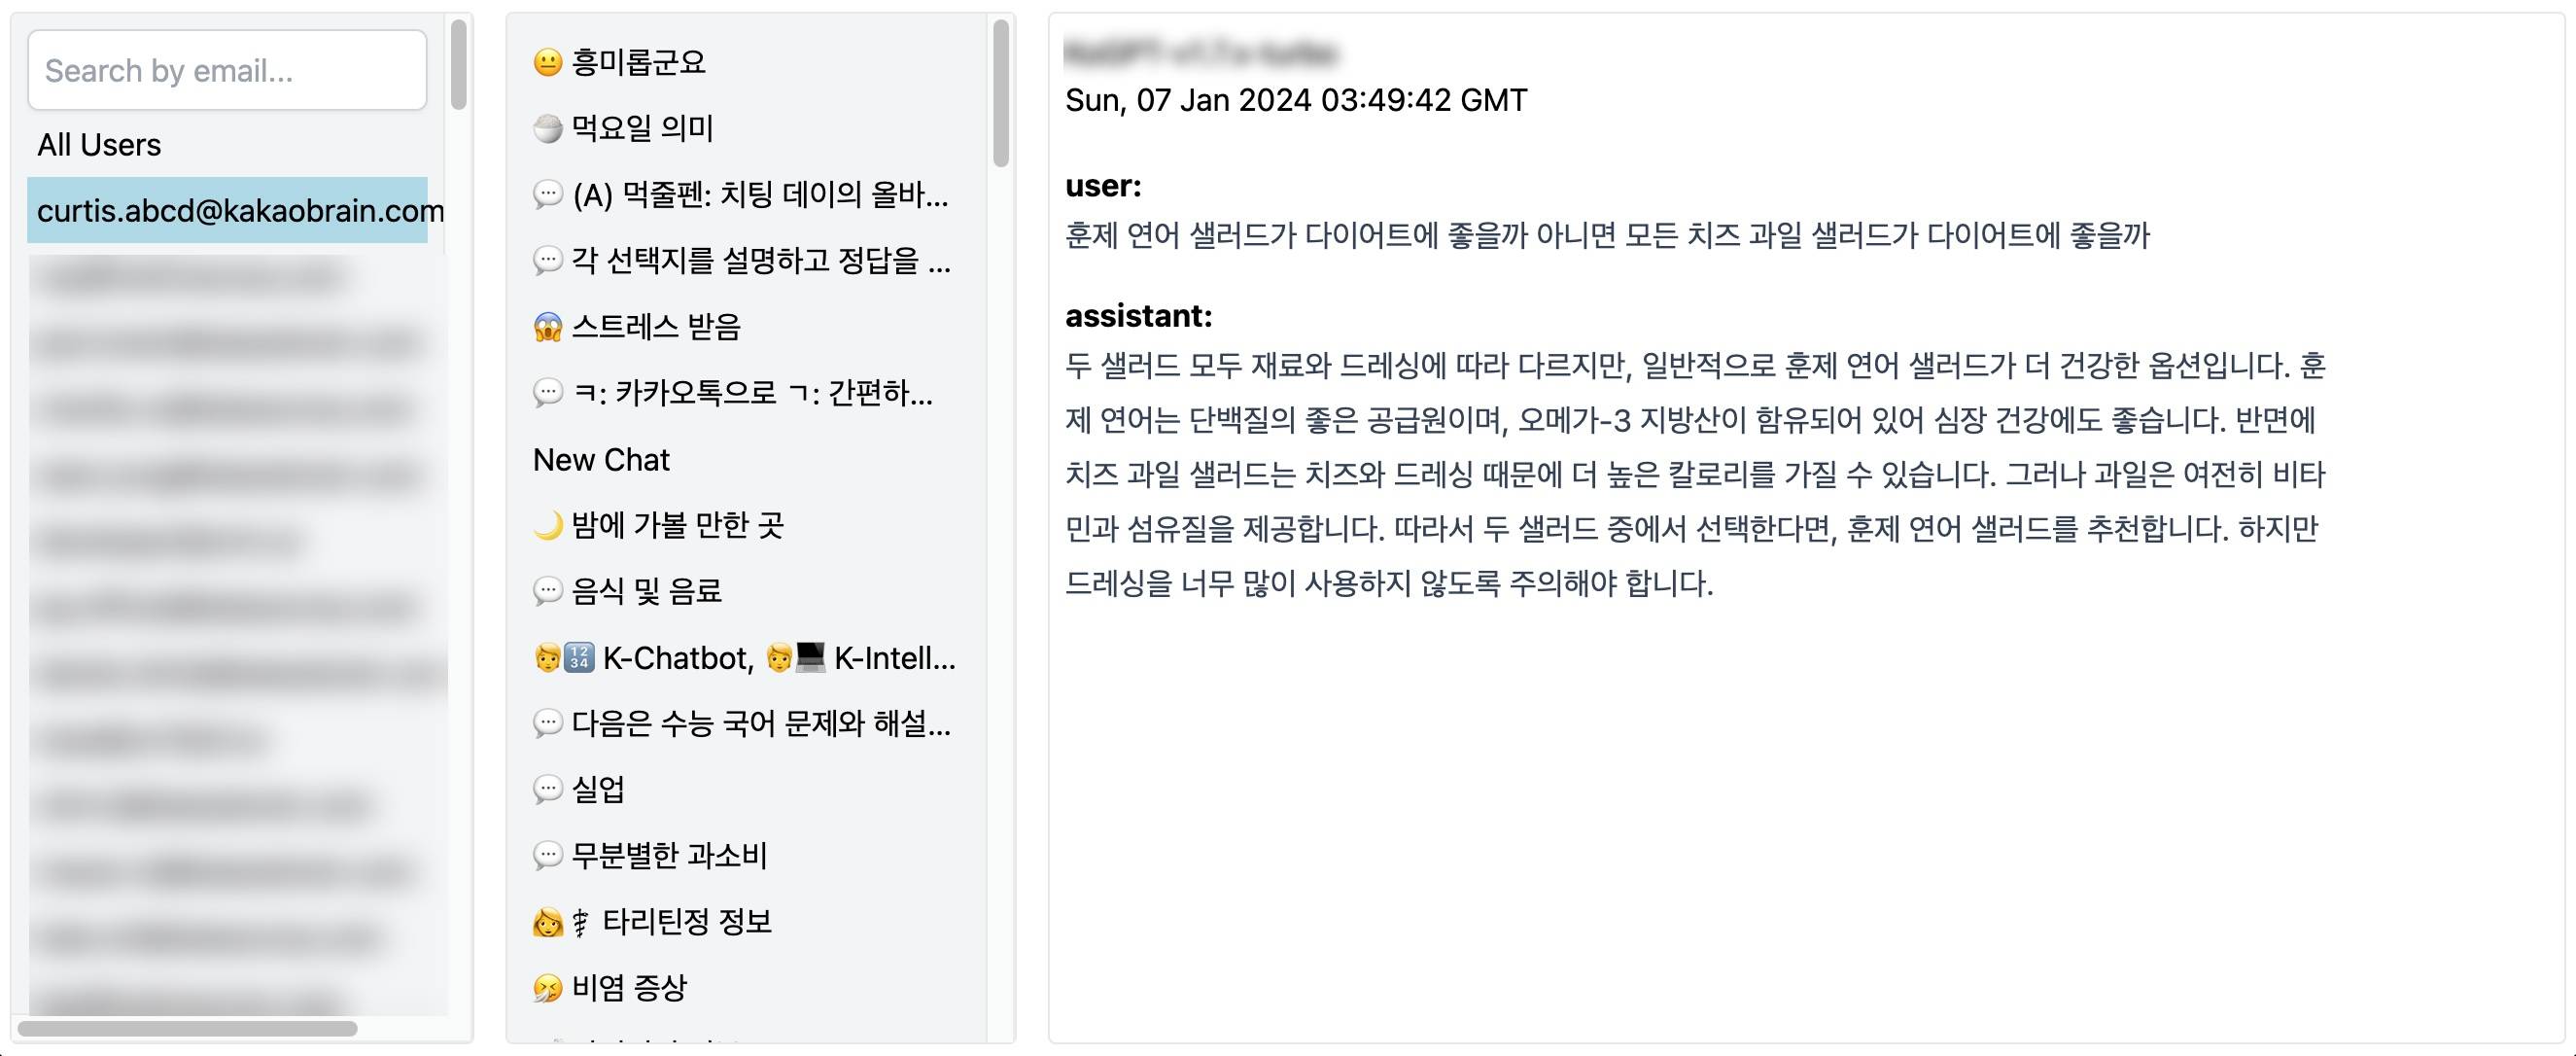 Search by email...
All Users
curtis.abcd@kakaobrain.com
😐 흥미롭군요
🍚 먹요일 의미
💬 (A) 먹줄펜: 치팅 데이의 올바...
💬 각 선택지를 설명하고 정답을 ...
😱 스트레스 받음
💬 ㅋ: 카카오톡으로 ㄱ: 간편하...
New Chat
🌙 밤에 가볼 만한 곳
💬 음식 및 음료
🧑🔢 K-Chatbot, 🧑💻 K-Intell...
💬 다음은 수능 국어 문제와 해설...
💬 실업
💬 무분별한 과소비
👩⚕ 타리틴정 정보
🤧 비염 증상
Sun, 07 Jan 2024 03:49:42 GMT
user:
훈제 연어 샐러드가 다이어트에 좋을까 아니면 모든 치즈 과일 샐러드가 다이어트에 좋을까
assistant:
두 샐러드 모두 재료와 드레싱에 따라 다르지만, 일반적으로 훈제 연어 샐러드가 더 건강한 옵션입니다. 훈
제 연어는 단백질의 좋은 공급원이며, 오메가-3 지방산이 함유되어 있어 심장 건강에도 좋습니다. 반면에
치즈 과일 샐러드는 치즈와 드레싱 때문에 더 높은 칼로리를 가질 수 있습니다. 그러나 과일은 여전히 비타
민과 섬유질을 제공합니다. 따라서 두 샐러드 중에서 선택한다면, 훈제 연어 샐러드를 추천합니다. 하지만
드레싱을 너무 많이 사용하지 않도록 주의해야 합니다.